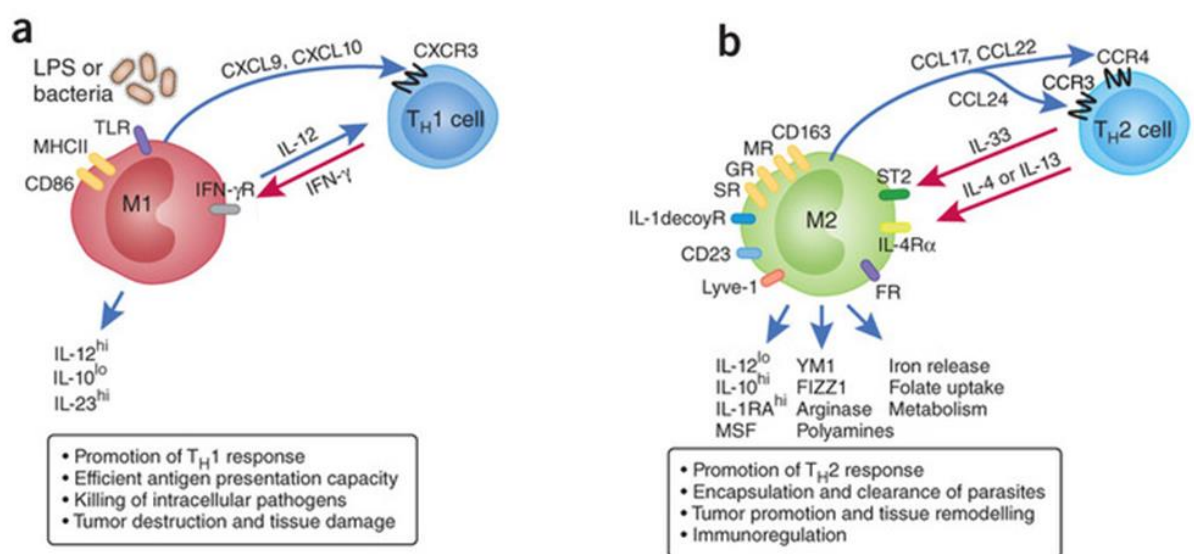 a
LPS or
bacteria
CXCL9, CXCL10
CXCR3
TLR
MHCII
CD86
M1
IFN-γR
IL-12
IFN-γ
TH1 cell
IL-12hi
IL-10lo
IL-23hi
• Promotion of TH1 response
• Efficient antigen presentation capacity
• Killing of intracellular pathogens
• Tumor destruction and tissue damage
b
CCL17, CCL22
CCR4
CCR3
CCL24
TH2 cell
CD163
MR
GR
SR
IL-1decoyR
CD23
Lyve-1
M2
ST2
IL-4Rα
FR
IL-33
IL-4 or IL-13
IL-12lo YM1 Iron release
IL-10hi FIZZ1 Folate uptake
IL-1RAhi Arginase Metabolism
MSF Polyamines
• Promotion of TH2 response
• Encapsulation and clearance of parasites
• Tumor promotion and tissue remodelling
• Immunoregulation